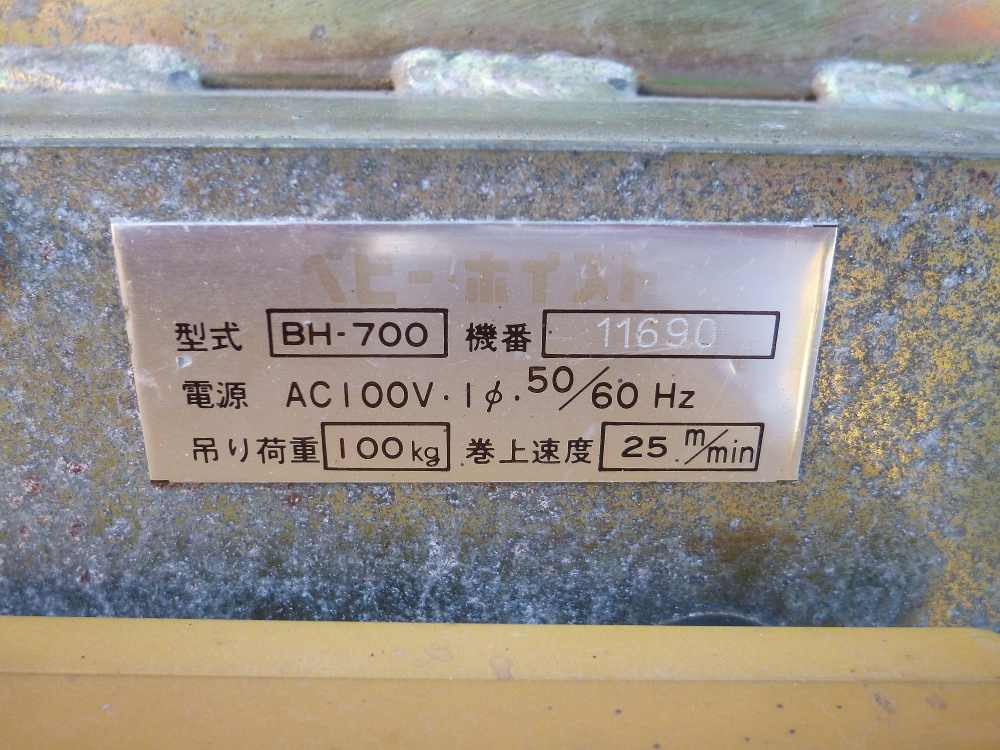 ベビーホイスト
型式 BH-700 機番 11690
電源 AC100V・1φ・50/60 Hz
吊り荷重 100kg 巻上速度 25 m/min